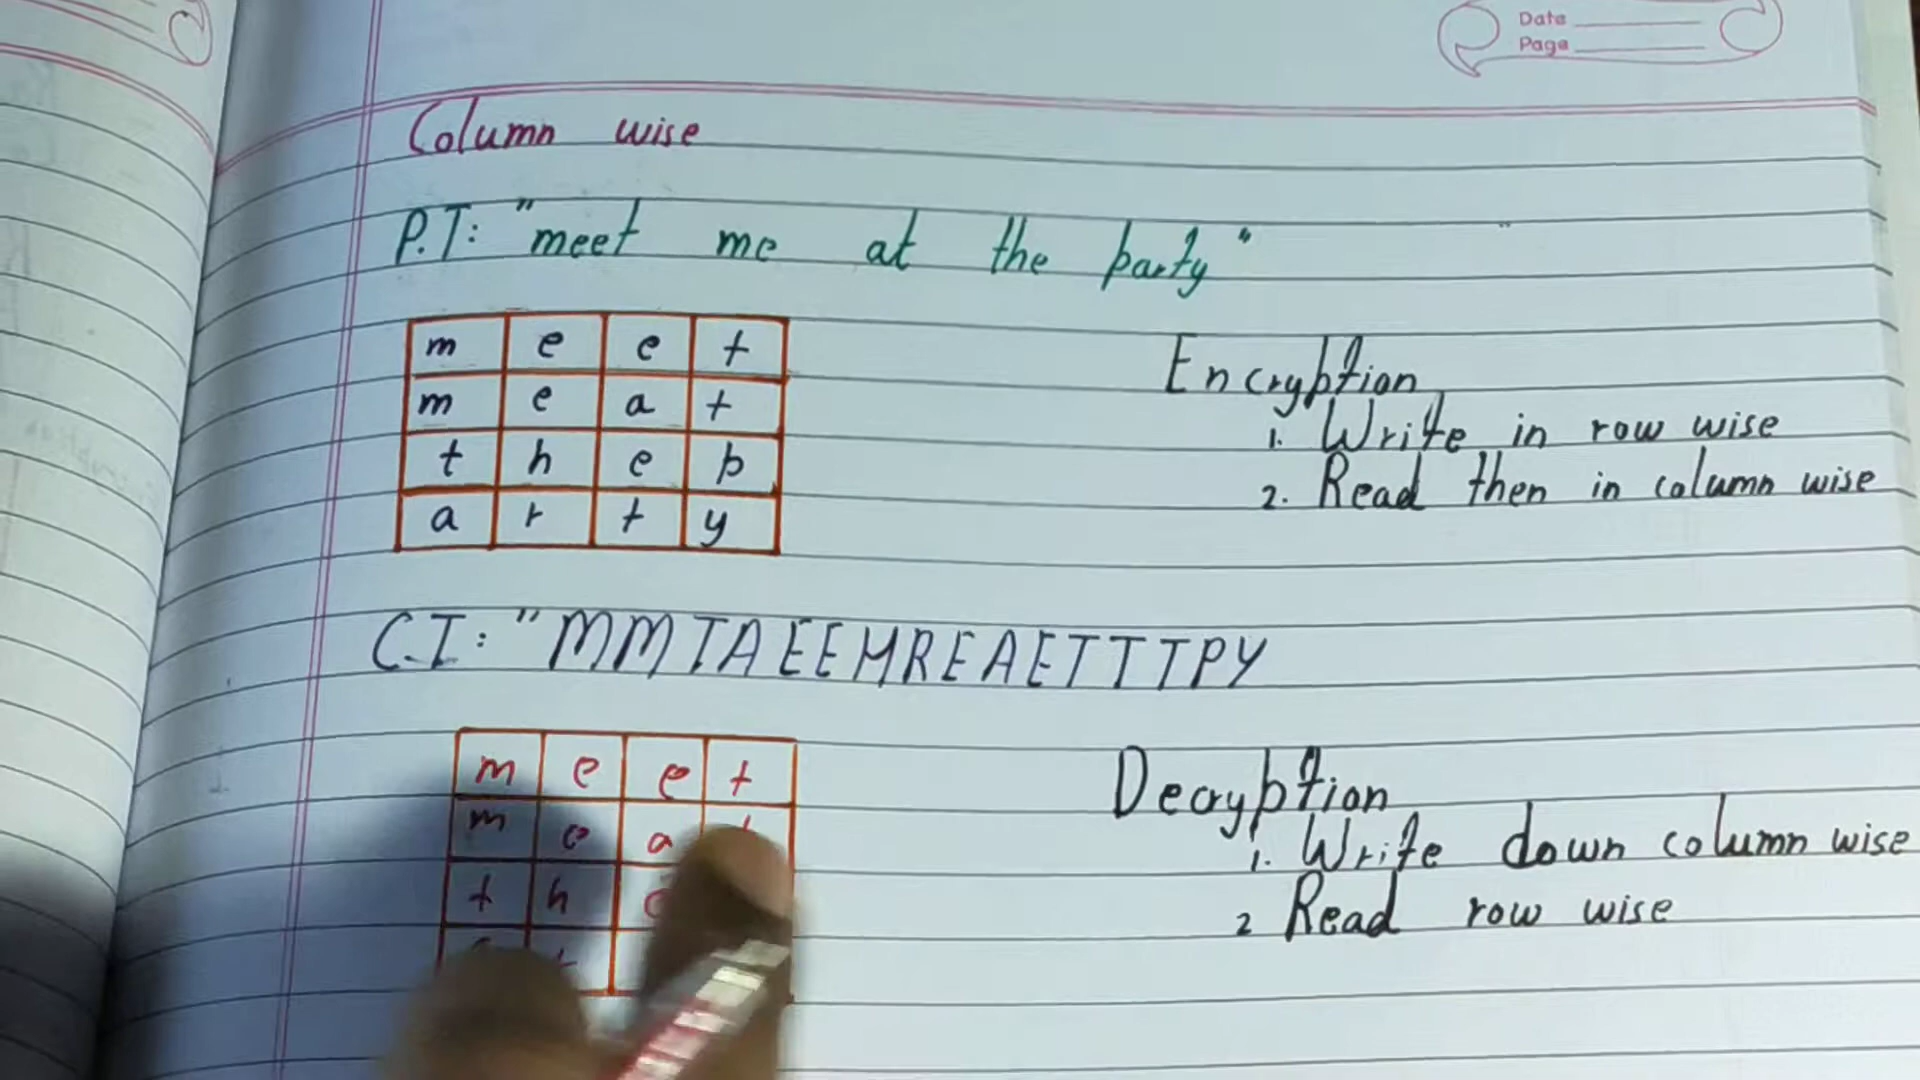 Date
Page
Column wise
P.T: "meet me at the party"
m e e t
m e a t
t h e p
a r t y
Encryption
1. Write in row wise
2. Read then in column wise
C.T: "MMTAEEHREAETTTPY
m e e t
m e a
t h
Decryption
1. Write down column wise
2 Read row wise